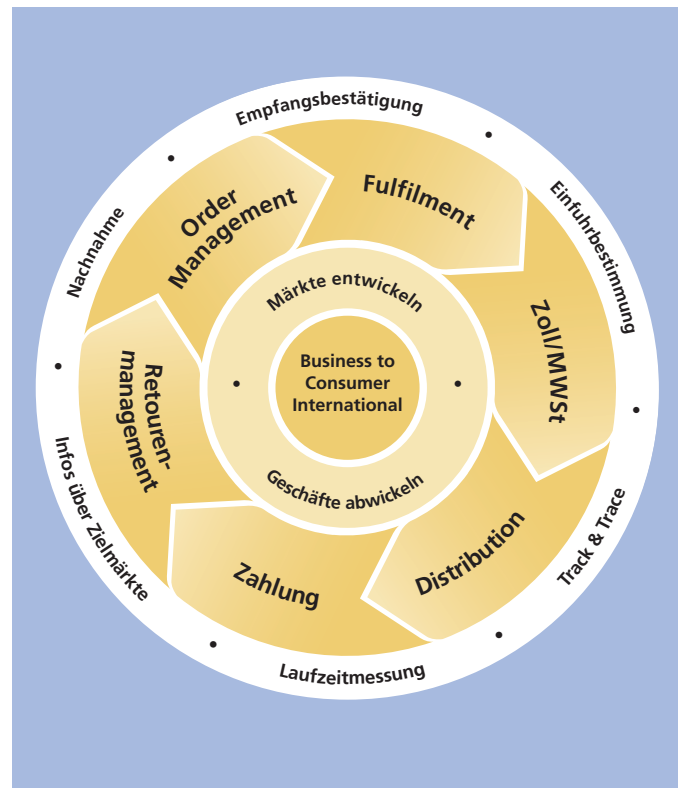 Empfangsbestätigung
Einfuhrbestimmung
Track & Trace
Laufzeitmessung
Infos über Zielmärkte
Nachnahme
Order
Management
Fulfilment
Zoll/MWSt
Distribution
Zahlung
Retouren-
management
Märkte entwickeln
Geschäfte abwickeln
Business to
Consumer
International